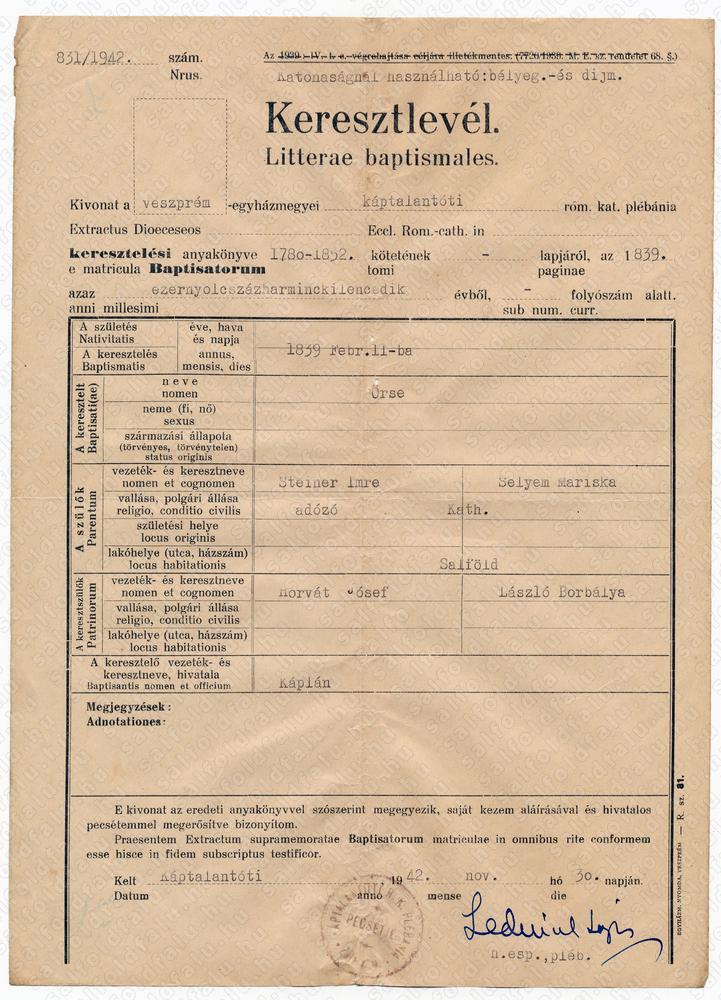 831/1942. szám.
Nrus.
Az 1939: IV. t. c. végrehajtása céljára illetékmentes. (7720/1939. M. E. sz. rendelet 68. §.)
Katonaságnál használható:bélyeg.-és dijm.
Keresztlevél.
Litterae baptismales.
Kivonat a veszprém -egyházmegyei káptalantóti róm. kat. plébánia
Extractus Dioeceseos Eccl. Rom.-cath. in
keresztelési anyakönyve 1780-1852. kötetének - lapjáról, az 1839.
e matricula Baptisatorum tomi paginae
azaz ezernyolcszázharminckilencedik évből, - folyószám alatt.
anni millesimi sub num. curr.
A születés
Nativitatis
A keresztelés
Baptismatis
éve, hava
és napja
annus,
mensis, dies
1839 Febr.11-ba
A keresztelt
Baptisati(ae)
neve
nomen
Örse
neme (fi, nő)
sexus
származási állapota
(törvényes, törvénytelen)
status originis
A szülők
Parentum
vezeték- és keresztneve
nomen et cognomen
Steiner Imre Selyem Mariska
vallása, polgári állása
religio, conditio civilis
adózó Kath.
születési helye
locus originis
lakóhelye (utca, házszám)
locus habitationis
Salföld
A keresztszülők
Patrinorum
vezeték- és keresztneve
nomen et cognomen
Horvát Jósef László Borbálya
vallása, polgári állása
religio, conditio civilis
lakóhelye (utca, házszám)
locus habitationis
A keresztelő vezeték- és
keresztneve, hivatala
Baptisantis nomen et officium
Káplán
Megjegyzések:
Adnotationes:
E kivonat az eredeti anyakönyvvel szószerint megegyezik, saját kezem aláírásával és hivatalos
pecsétemmel megerősítve bizonyítom.
Praesentem Extractum supramemoratae Baptisatorum matriculae in omnibus rite conformem
esse hisce in fidem subscriptus testificor.
Kelt Káptalantóti 1942. nov. hó 30. napján.
Datum anno mense die
PECSÉTJE
n.esp.,pléb.
EGYHÁZM. NYOMDA, VESZPRÉM — R. sz. 81.